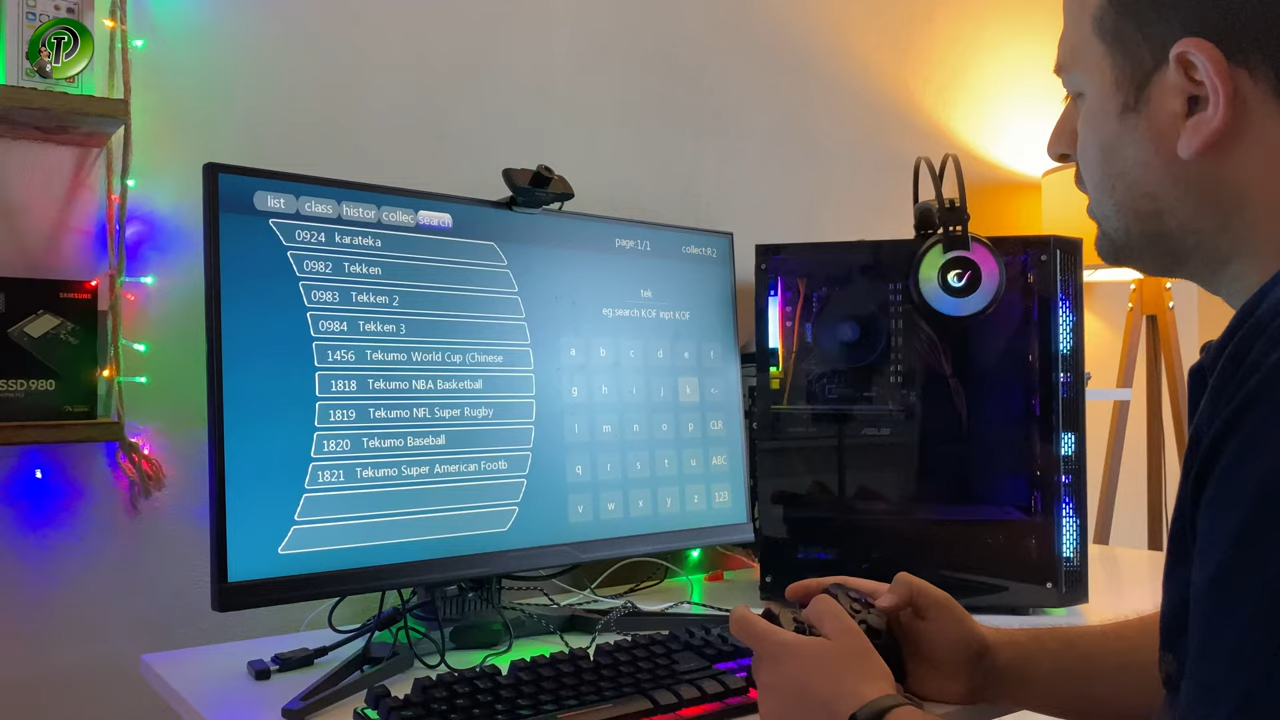 T
SAMSUNG
SSD 980
list class histor collec search
0924 karateka
0982 Tekken
0983 Tekken 2
0984 Tekken 3
1456 Tekumo World Cup (Chinese
1818 Tekumo NBA Basketball
1819 Tekumo NFL Super Rugby
1820 Tekumo Baseball
1821 Tekumo Super American Footb
page:1/1 collect:R2
tek
eg:search KOF inpt KOF
a b c d e f
g h i j k <-
l m n o p CLR
q r s t u ABC
v w x y z 123
ASUS